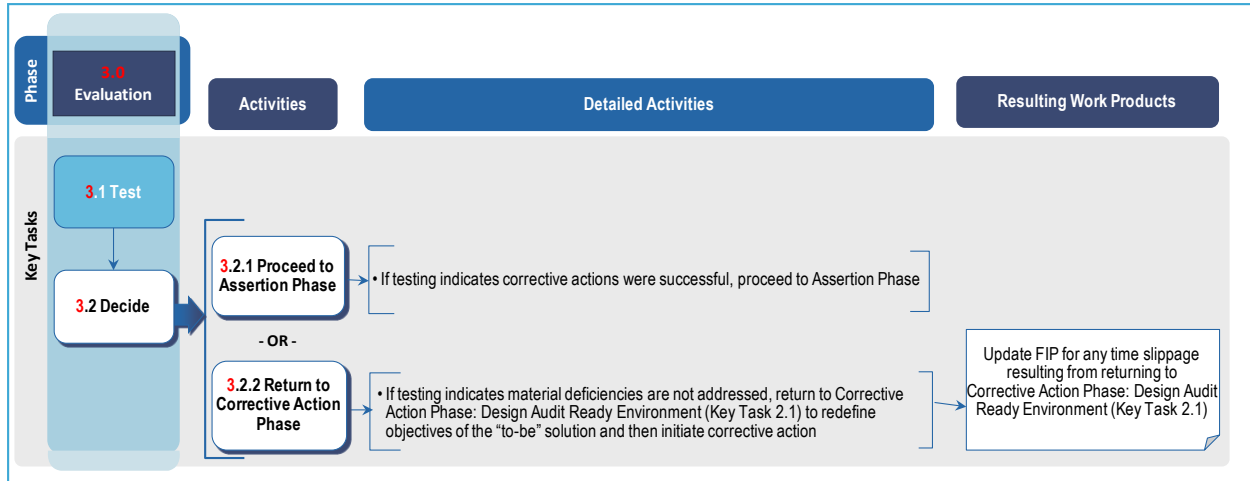 Phase
3.0
Evaluation
Activities
Detailed Activities
Resulting Work Products
Key Tasks
3.1 Test
3.2 Decide
3.2.1 Proceed to
Assertion Phase
• If testing indicates corrective actions were successful, proceed to Assertion Phase
- OR -
3.2.2 Return to
Corrective Action
Phase
• If testing indicates material deficiencies are not addressed, return to Corrective
Action Phase: Design Audit Ready Environment (Key Task 2.1) to redefine
objectives of the “to-be” solution and then initiate corrective action
Update FIP for any time slippage
resulting from returning to
Corrective Action Phase: Design Audit
Ready Environment (Key Task 2.1)